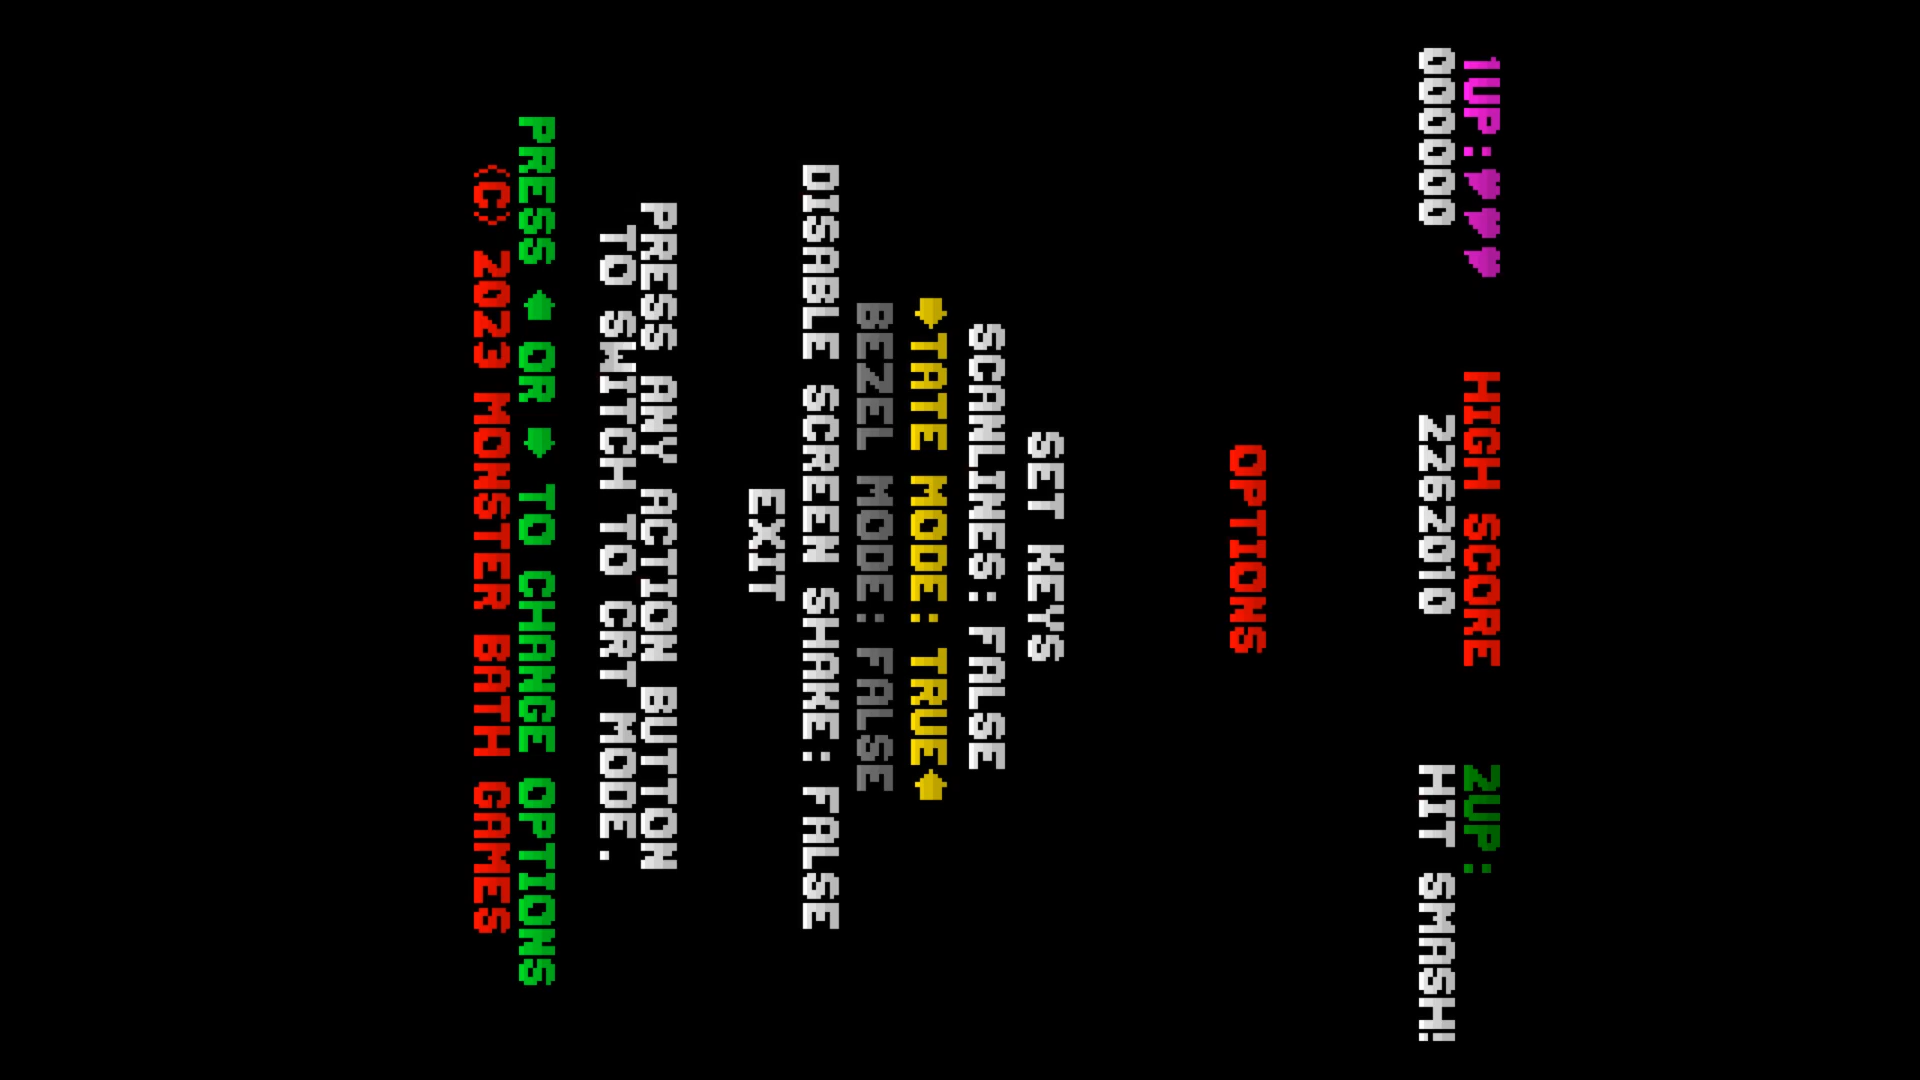 1UP:♥♥♥ HIGH SCORE 2UP:
000000 2262010 HIT SMASH!
OPTIONS
SET KEYS
SCANLINES: FALSE
TATE MODE: TRUE
BEZEL MODE: FALSE
DISABLE SCREEN SHAKE: FALSE
EXIT
PRESS ANY ACTION BUTTON
TO SWITCH TO CRT MODE.
PRESS ⬅ OR ➡ TO CHANGE OPTIONS
(C) 2023 MONSTER BATH GAMES